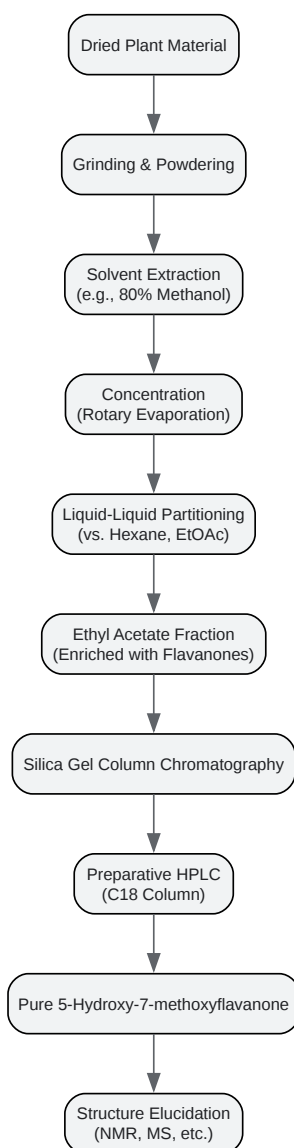 Dried Plant Material
Grinding & Powdering
Solvent Extraction
(e.g., 80% Methanol)
Concentration
(Rotary Evaporation)
Liquid-Liquid Partitioning
(vs. Hexane, EtOAc)
Ethyl Acetate Fraction
(Enriched with Flavanones)
Silica Gel Column Chromatography
Preparative HPLC
(C18 Column)
Pure 5-Hydroxy-7-methoxyflavanone
Structure Elucidation
(NMR, MS, etc.)